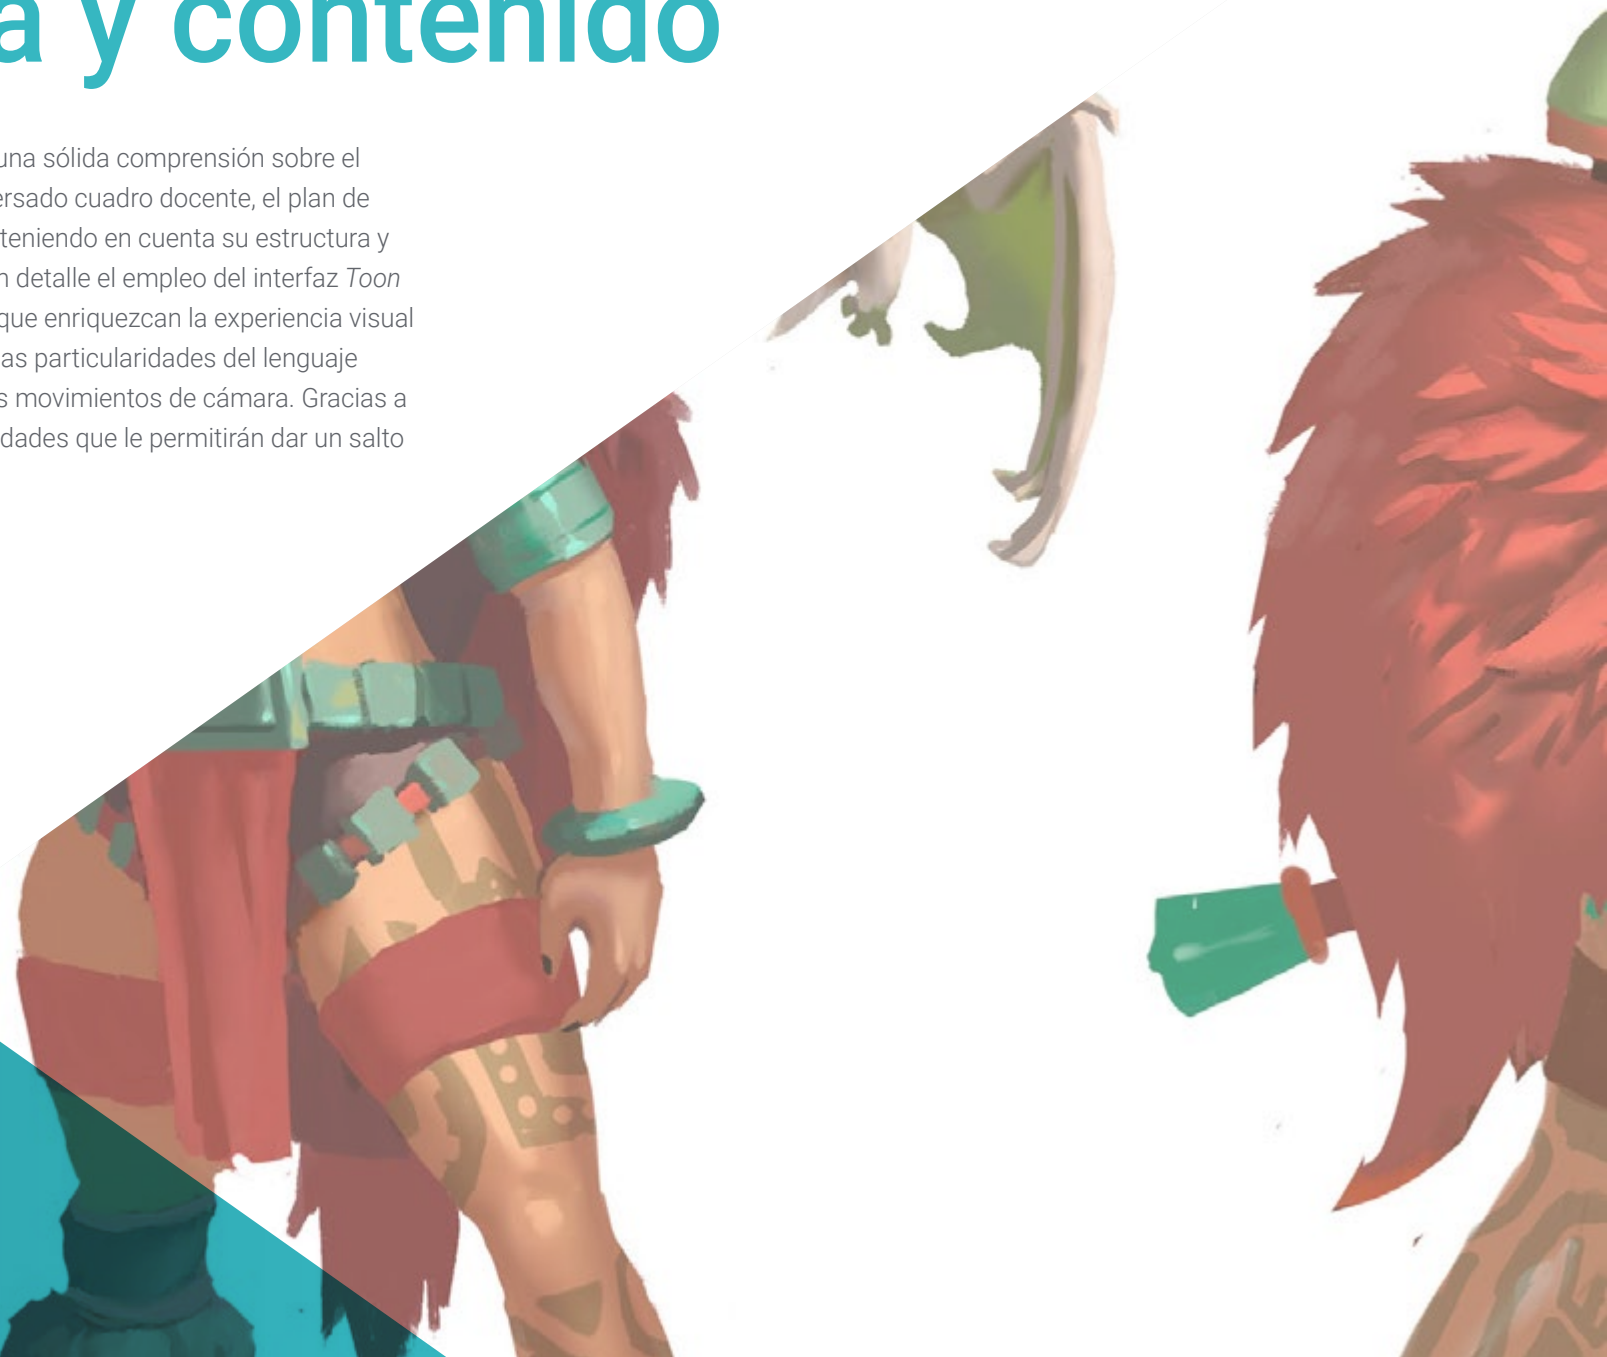 a y contenido
una sólida comprensión sobre el
ersado cuadro docente, el plan de
teniendo en cuenta su estructura y
n detalle el empleo del interfaz Toon
que enriquezcan la experiencia visual
as particularidades del lenguaje
s movimientos de cámara. Gracias a
dades que le permitirán dar un salto